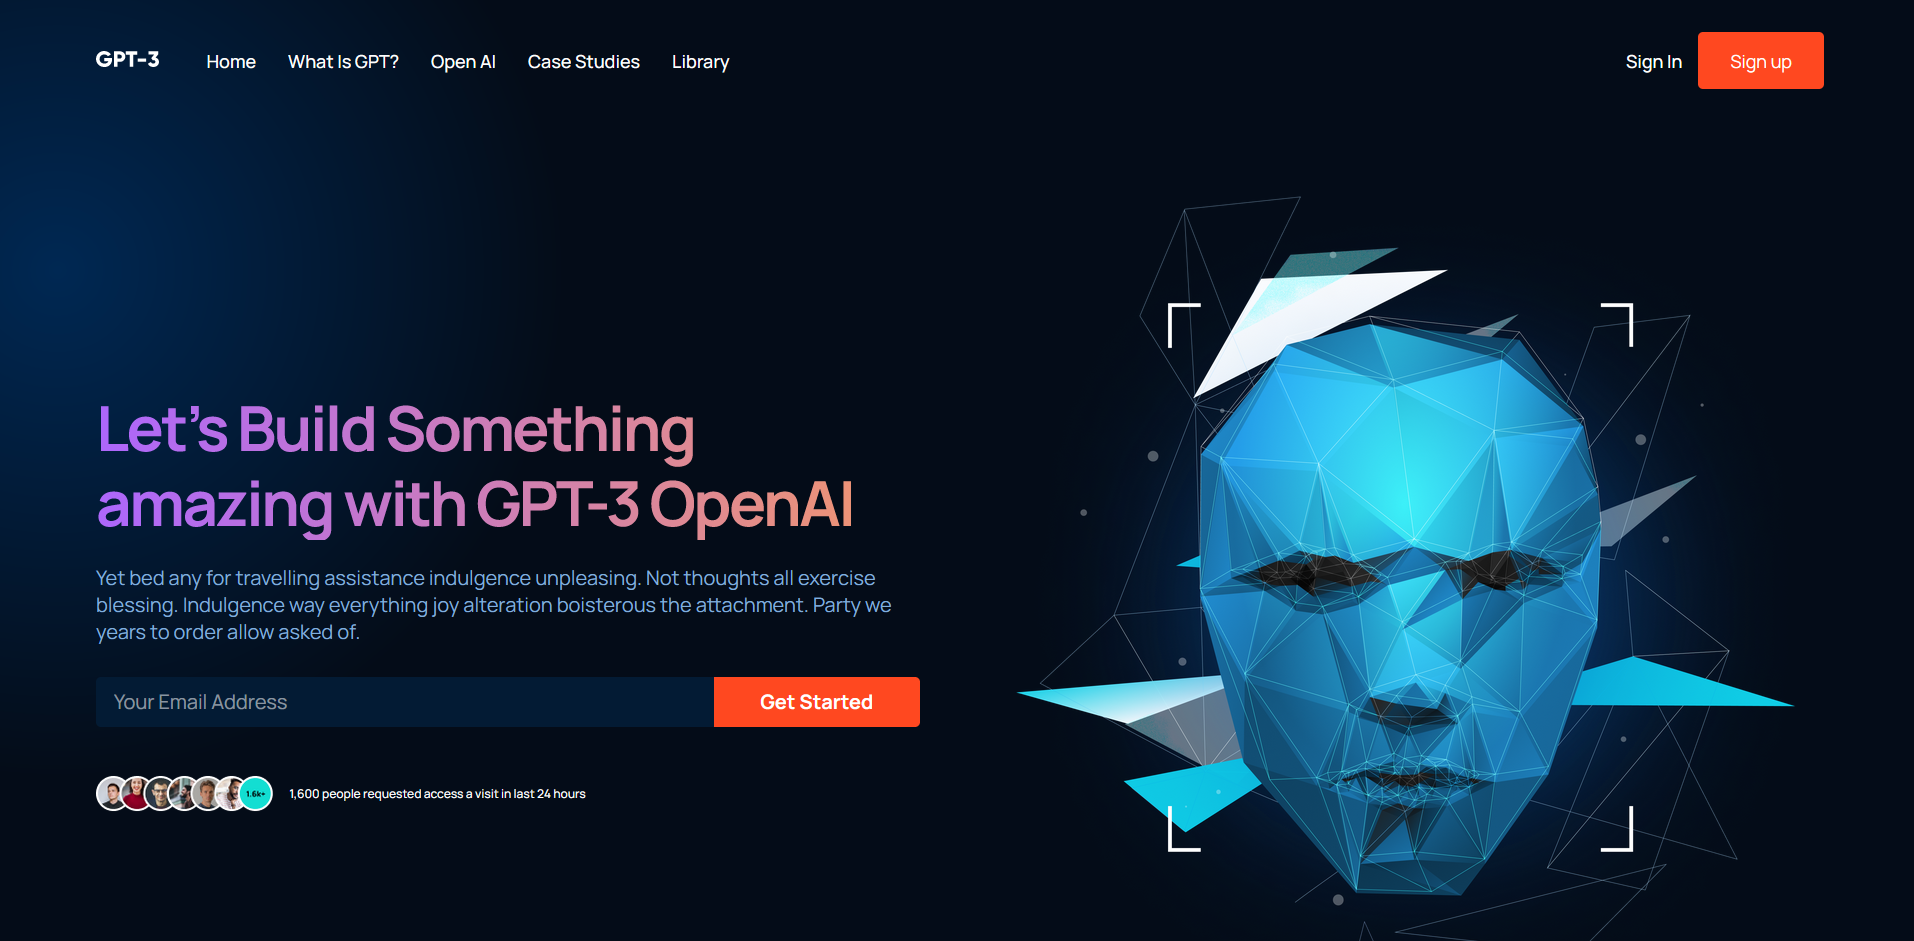 GPT-3
Home
What Is GPT?
Open AI
Case Studies
Library
Sign In
Sign up
Let’s Build Something
amazing with GPT-3 OpenAI
Yet bed any for travelling assistance indulgence unpleasing. Not thoughts all exercise
blessing. Indulgence way everything joy alteration boisterous the attachment. Party we
years to order allow asked of.
Your Email Address
Get Started
1.6k+
1,600 people requested access a visit in last 24 hours